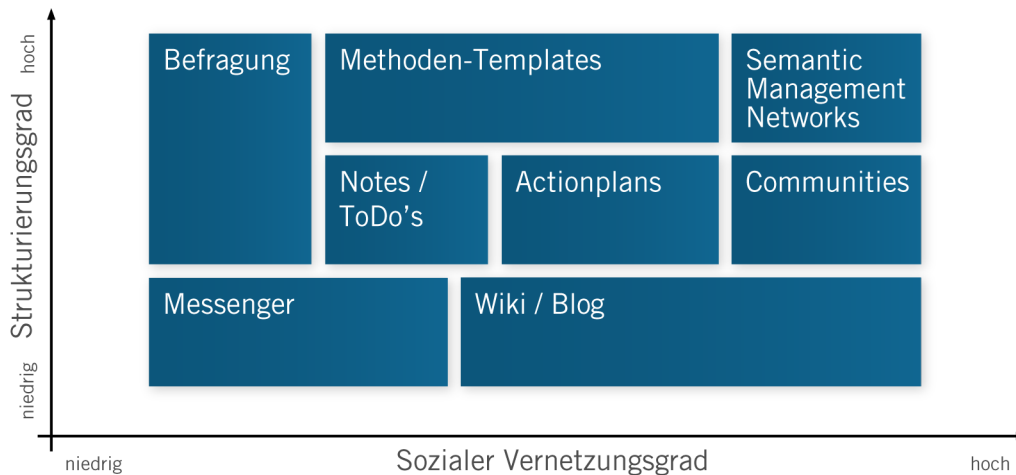 hoch
Strukturierungsgrad
niedrig
Befragung
Methoden-Templates
Semantic
Management
Networks
Notes /
ToDo's
Actionplans
Communities
Messenger
Wiki / Blog
niedrig
Sozialer Vernetzungsgrad
hoch